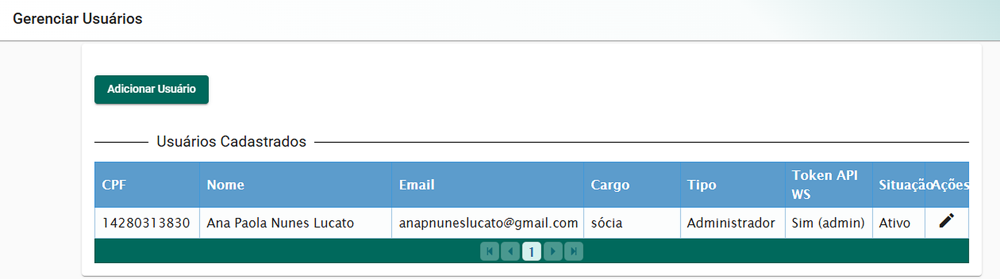 Gerenciar Usuários
Adicionar Usuário
Usuários Cadastrados
CPF Nome Email Cargo Tipo Token API WS Situação Ações
14280313830 Ana Paola Nunes Lucato anapnuneslucato@gmail.com sócia Administrador Sim (admin) Ativo
1